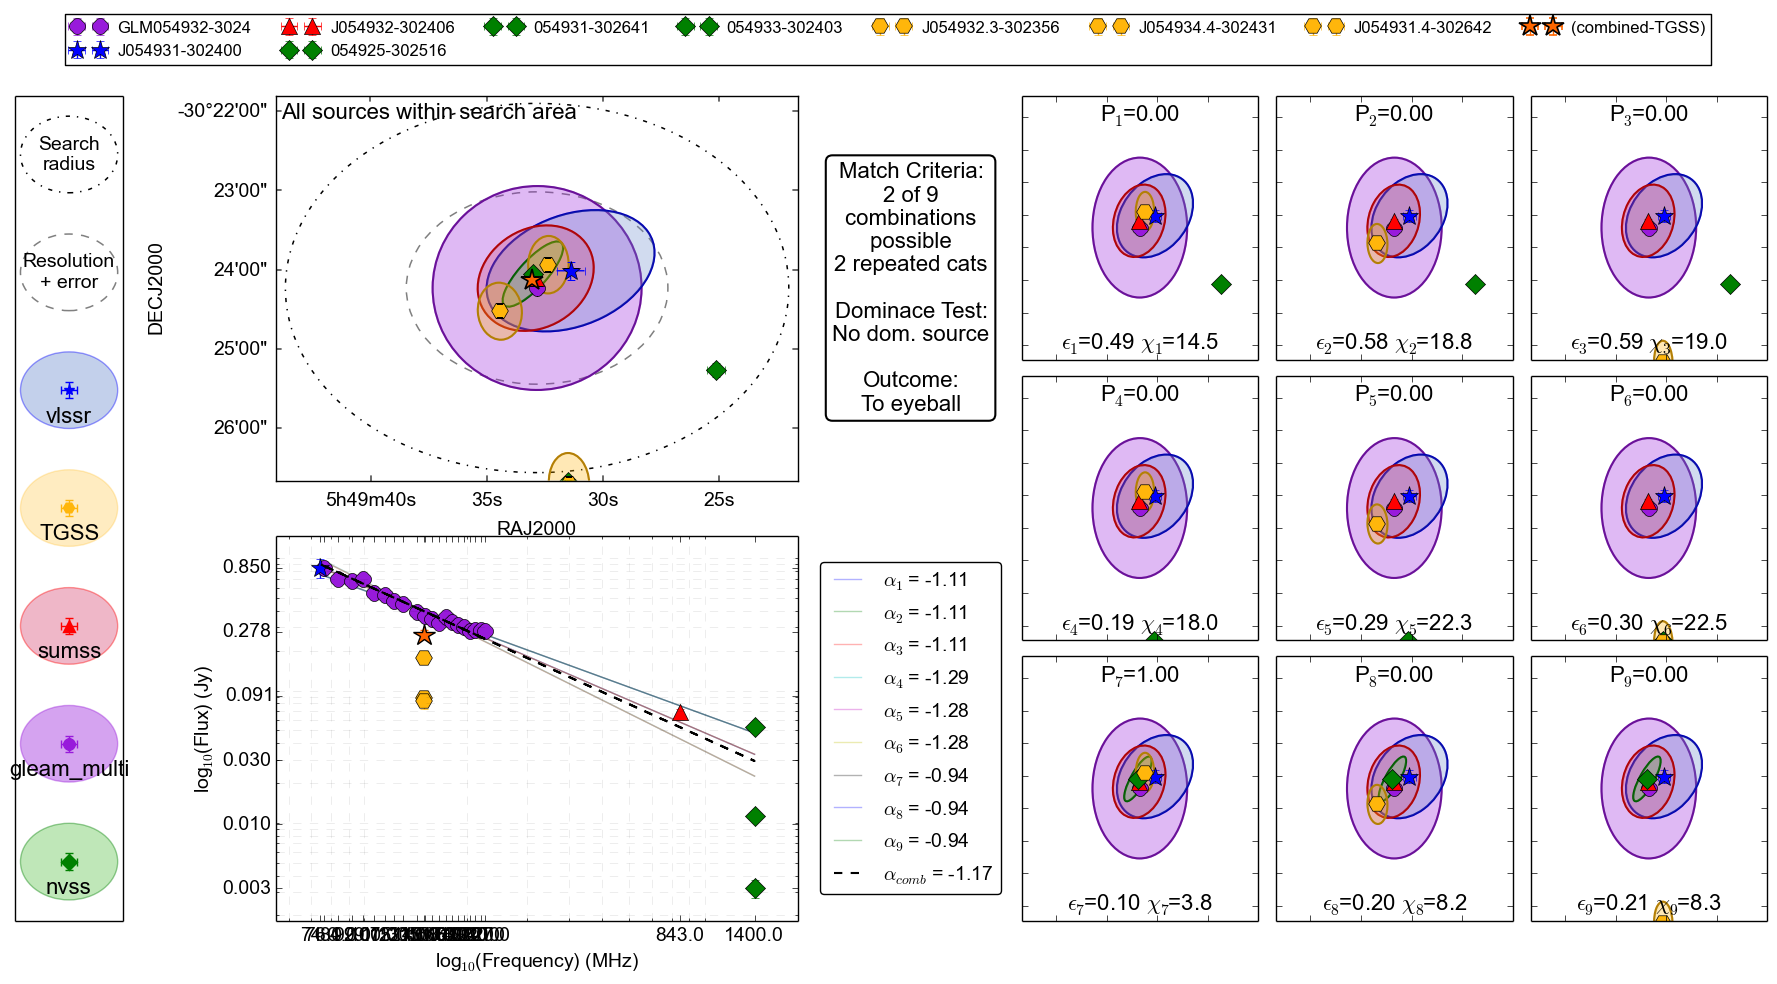 GLM054932-3024 J054932-302406 054931-302641 054933-302403 J054932.3-302356 J054934.4-302431 J054931.4-302642 (combined-TGSS)
J054931-302400 054925-302516
Search
radius
Resolution
+ error
vlssr
TGSS
sumss
gleam_multi
nvss
All sources within search area
-30°22'00"
23'00"
24'00"
25'00"
26'00"
DECJ2000
5h49m40s 35s 30s 25s
RAJ2000
Match Criteria:
2 of 9
combinations
possible
2 repeated cats
Dominace Test:
No dom. source
Outcome:
To eyeball
P1=0.00
ϵ1=0.49 χ1=14.5
P2=0.00
ϵ2=0.58 χ2=18.8
P3=0.00
ϵ3=0.59 χ3=19.0
P4=0.00
ϵ4=0.19 χ4=18.0
P5=0.00
ϵ5=0.29 χ5=22.3
P6=0.00
ϵ6=0.30 χ6=22.5
P7=1.00
ϵ7=0.10 χ7=3.8
P8=0.00
ϵ8=0.20 χ8=8.2
P9=0.00
ϵ9=0.21 χ9=8.3
0.850
0.278
0.091
0.030
0.010
0.003
log10(Flux) (Jy)
843.0 1400.0
log10(Frequency) (MHz)
α1 = -1.11
α2 = -1.11
α3 = -1.11
α4 = -1.29
α5 = -1.28
α6 = -1.28
α7 = -0.94
α8 = -0.94
α9 = -0.94
αcomb = -1.17